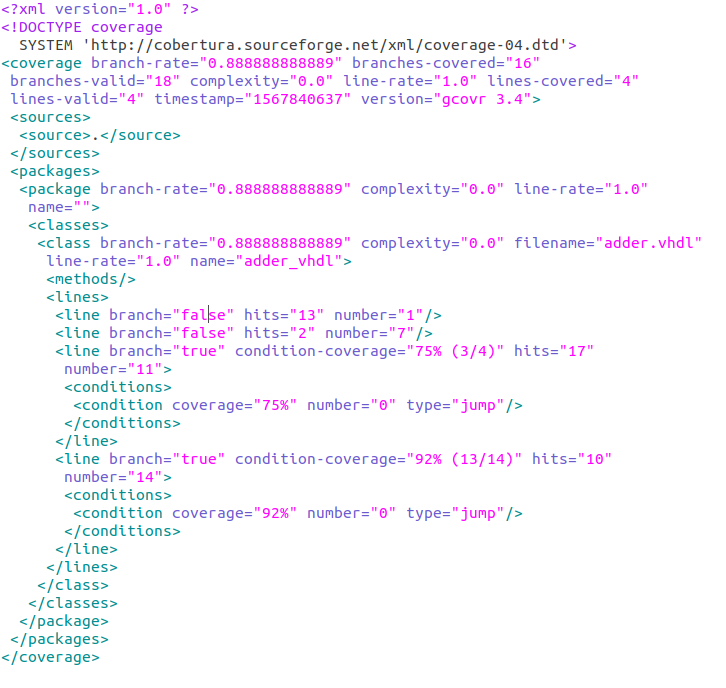 <?xml version="1.0" ?>
<!DOCTYPE coverage
  SYSTEM 'http://cobertura.sourceforge.net/xml/coverage-04.dtd'>
<coverage branch-rate="0.888888888889" branches-covered="16"
 branches-valid="18" complexity="0.0" line-rate="1.0" lines-covered="4"
 lines-valid="4" timestamp="1567840637" version="gcovr 3.4">
 <sources>
  <source>.</source>
 </sources>
 <packages>
  <package branch-rate="0.888888888889" complexity="0.0" line-rate="1.0"
   name="">
   <classes>
    <class branch-rate="0.888888888889" complexity="0.0" filename="adder.vhdl"
     line-rate="1.0" name="adder_vhdl">
     <methods/>
     <lines>
      <line branch="false" hits="13" number="1"/>
      <line branch="false" hits="2" number="7"/>
      <line branch="true" condition-coverage="75% (3/4)" hits="17"
       number="11">
       <conditions>
        <condition coverage="75%" number="0" type="jump"/>
       </conditions>
      </line>
      <line branch="true" condition-coverage="92% (13/14)" hits="10"
       number="14">
       <conditions>
        <condition coverage="92%" number="0" type="jump"/>
       </conditions>
      </line>
     </lines>
    </class>
   </classes>
  </package>
 </packages>
</coverage>